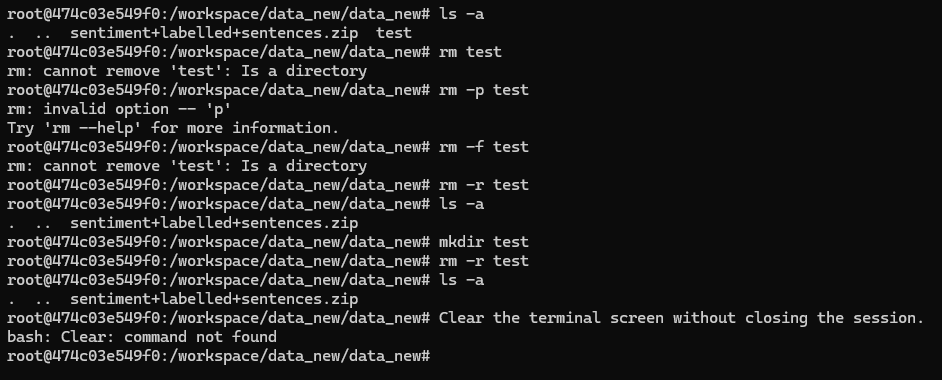 root@474c03e549f0:/workspace/data_new/data_new# ls -a
.  ..  sentiment+labelled+sentences.zip  test
root@474c03e549f0:/workspace/data_new/data_new# rm test
rm: cannot remove 'test': Is a directory
root@474c03e549f0:/workspace/data_new/data_new# rm -p test
rm: invalid option -- 'p'
Try 'rm --help' for more information.
root@474c03e549f0:/workspace/data_new/data_new# rm -f test
rm: cannot remove 'test': Is a directory
root@474c03e549f0:/workspace/data_new/data_new# rm -r test
root@474c03e549f0:/workspace/data_new/data_new# ls -a
.  ..  sentiment+labelled+sentences.zip
root@474c03e549f0:/workspace/data_new/data_new# mkdir test
root@474c03e549f0:/workspace/data_new/data_new# rm -r test
root@474c03e549f0:/workspace/data_new/data_new# ls -a
.  ..  sentiment+labelled+sentences.zip
root@474c03e549f0:/workspace/data_new/data_new# Clear the terminal screen without closing the session.
bash: Clear: command not found
root@474c03e549f0:/workspace/data_new/data_new#